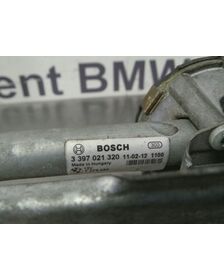 ent BMW
BOSCH
3 397 021 320 11-02-12 1100
Made in Hungary